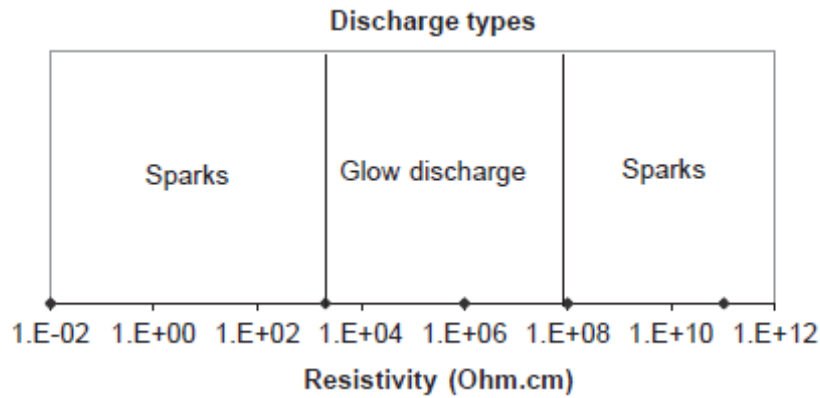 Discharge types
Sparks Glow discharge Sparks
1.E-02 1.E+00 1.E+02 1.E+04 1.E+06 1.E+08 1.E+10 1.E+12
Resistivity (Ohm.cm)